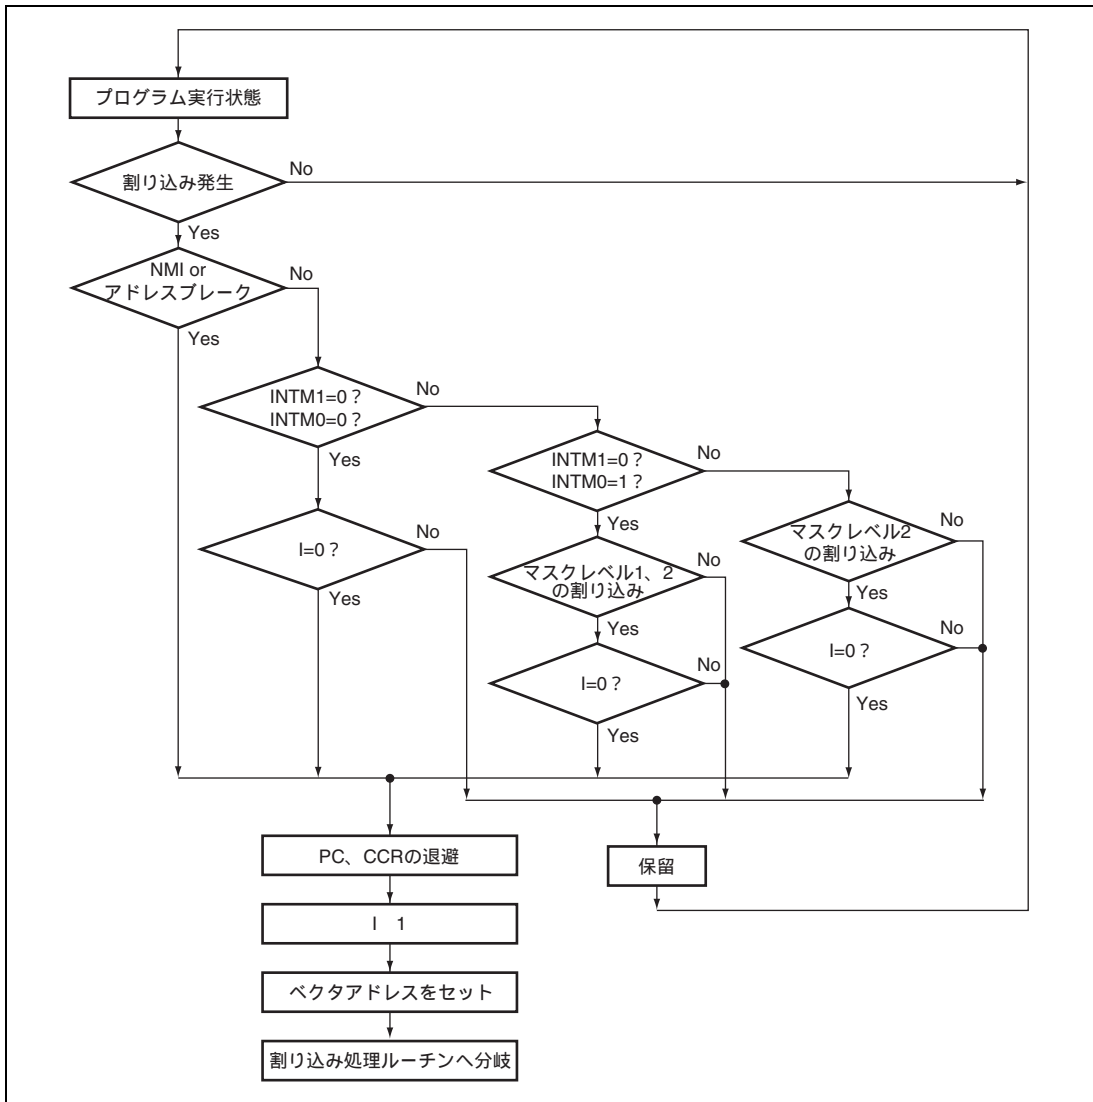 プログラム実行状態
割り込み発生
No
Yes
NMI or
アドレスブレーク
No
Yes
INTM1=0？
INTM0=0？
No
Yes
INTM1=0？
INTM0=1？
No
Yes
I=0？
No
Yes
マスクレベル1、2
の割り込み
No
Yes
マスクレベル2
の割り込み
No
Yes
I=0？
No
Yes
I=0？
No
Yes
PC、CCRの退避
保留
I 1
ベクタアドレスをセット
割り込み処理ルーチンへ分岐